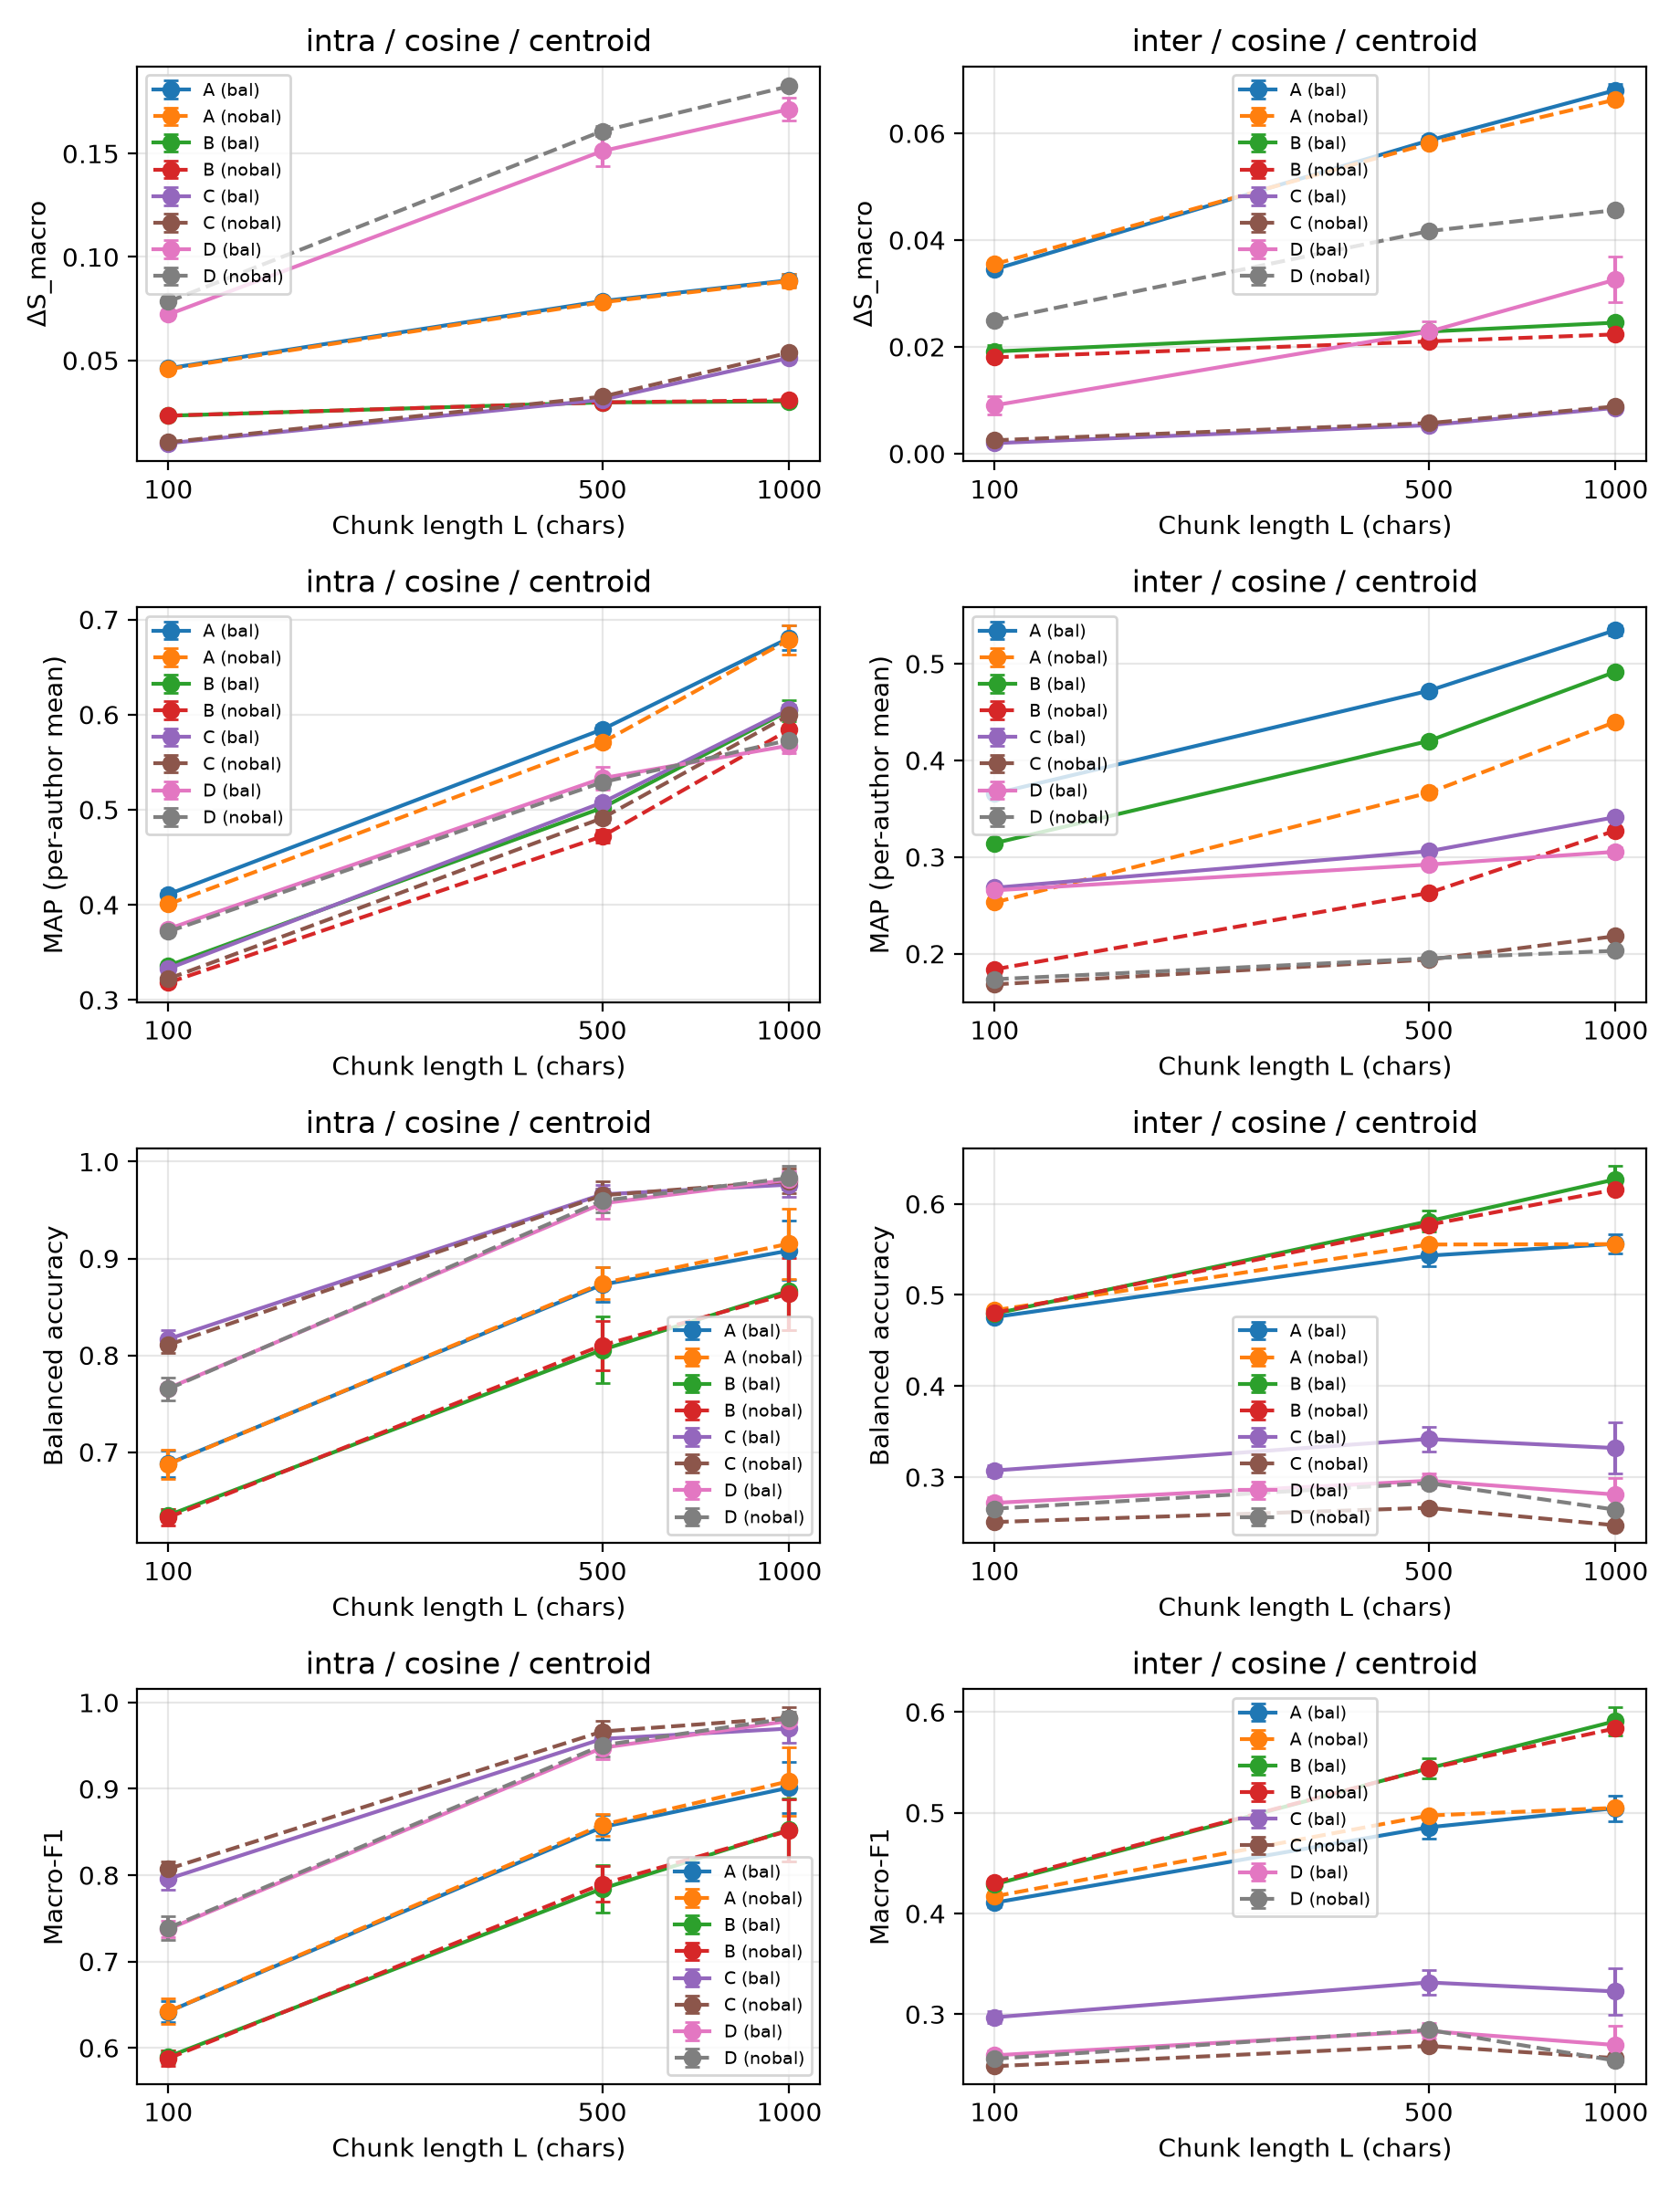 intra / cosine / centroid
ΔS_macro
0.15
0.10
0.05
A (bal)
A (nobal)
B (bal)
B (nobal)
C (bal)
C (nobal)
D (bal)
D (nobal)
100
500
1000
Chunk length L (chars)
inter / cosine / centroid
ΔS_macro
0.06
0.04
0.02
0.00
A (bal)
A (nobal)
B (bal)
B (nobal)
C (bal)
C (nobal)
D (bal)
D (nobal)
100
500
1000
Chunk length L (chars)
intra / cosine / centroid
MAP (per-author mean)
0.7
0.6
0.5
0.4
0.3
A (bal)
A (nobal)
B (bal)
B (nobal)
C (bal)
C (nobal)
D (bal)
D (nobal)
100
500
1000
Chunk length L (chars)
inter / cosine / centroid
MAP (per-author mean)
0.5
0.4
0.3
0.2
A (bal)
A (nobal)
B (bal)
B (nobal)
C (bal)
C (nobal)
D (bal)
D (nobal)
100
500
1000
Chunk length L (chars)
intra / cosine / centroid
Balanced accuracy
1.0
0.9
0.8
0.7
A (bal)
A (nobal)
B (bal)
B (nobal)
C (bal)
C (nobal)
D (bal)
D (nobal)
100
500
1000
Chunk length L (chars)
inter / cosine / centroid
Balanced accuracy
0.6
0.5
0.4
0.3
A (bal)
A (nobal)
B (bal)
B (nobal)
C (bal)
C (nobal)
D (bal)
D (nobal)
100
500
1000
Chunk length L (chars)
intra / cosine / centroid
Macro-F1
1.0
0.9
0.8
0.7
0.6
A (bal)
A (nobal)
B (bal)
B (nobal)
C (bal)
C (nobal)
D (bal)
D (nobal)
100
500
1000
Chunk length L (chars)
inter / cosine / centroid
Macro-F1
0.6
0.5
0.4
0.3
A (bal)
A (nobal)
B (bal)
B (nobal)
C (bal)
C (nobal)
D (bal)
D (nobal)
100
500
1000
Chunk length L (chars)